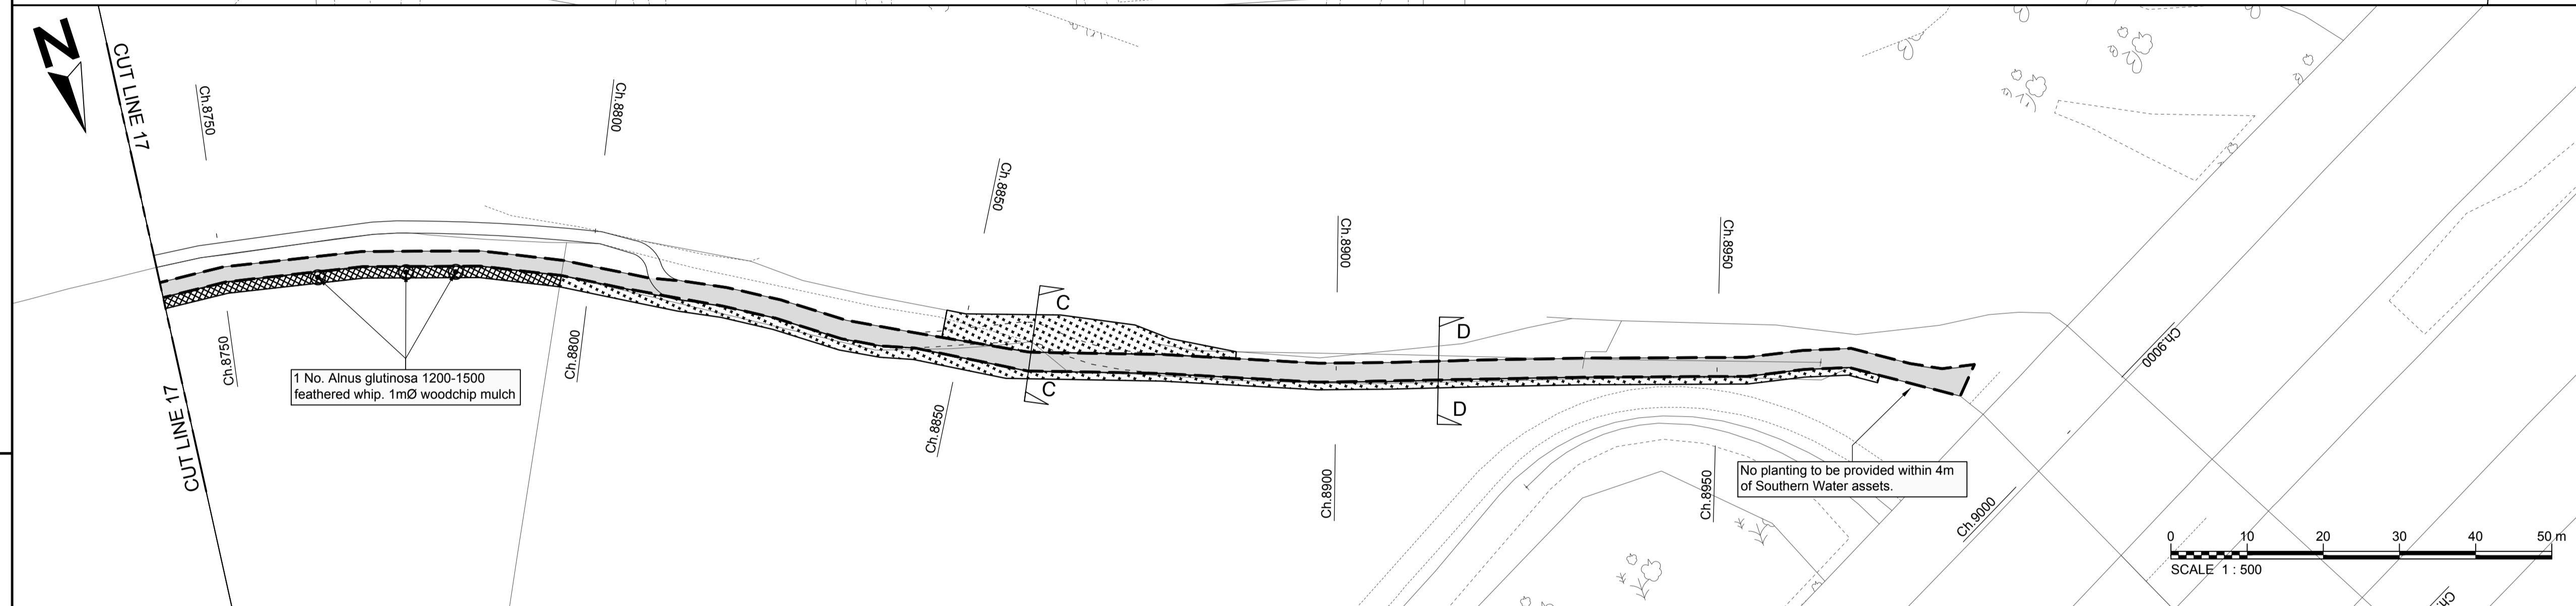 N
CUT LINE 17
Ch.8750
Ch.8800
Ch.8850
Ch.8900
Ch.8950
Ch.9000
C
D
C
D
Ch.8750
Ch.8800
Ch.8850
Ch.8900
Ch.8950
Ch.9000
CUT LINE 17
1 No. Alnus glutinosa 1200-1500
feathered whip. 1mØ woodchip mulch
No planting to be provided within 4m
of Southern Water assets.
0 10 20 30 40 50 m
SCALE 1 : 500